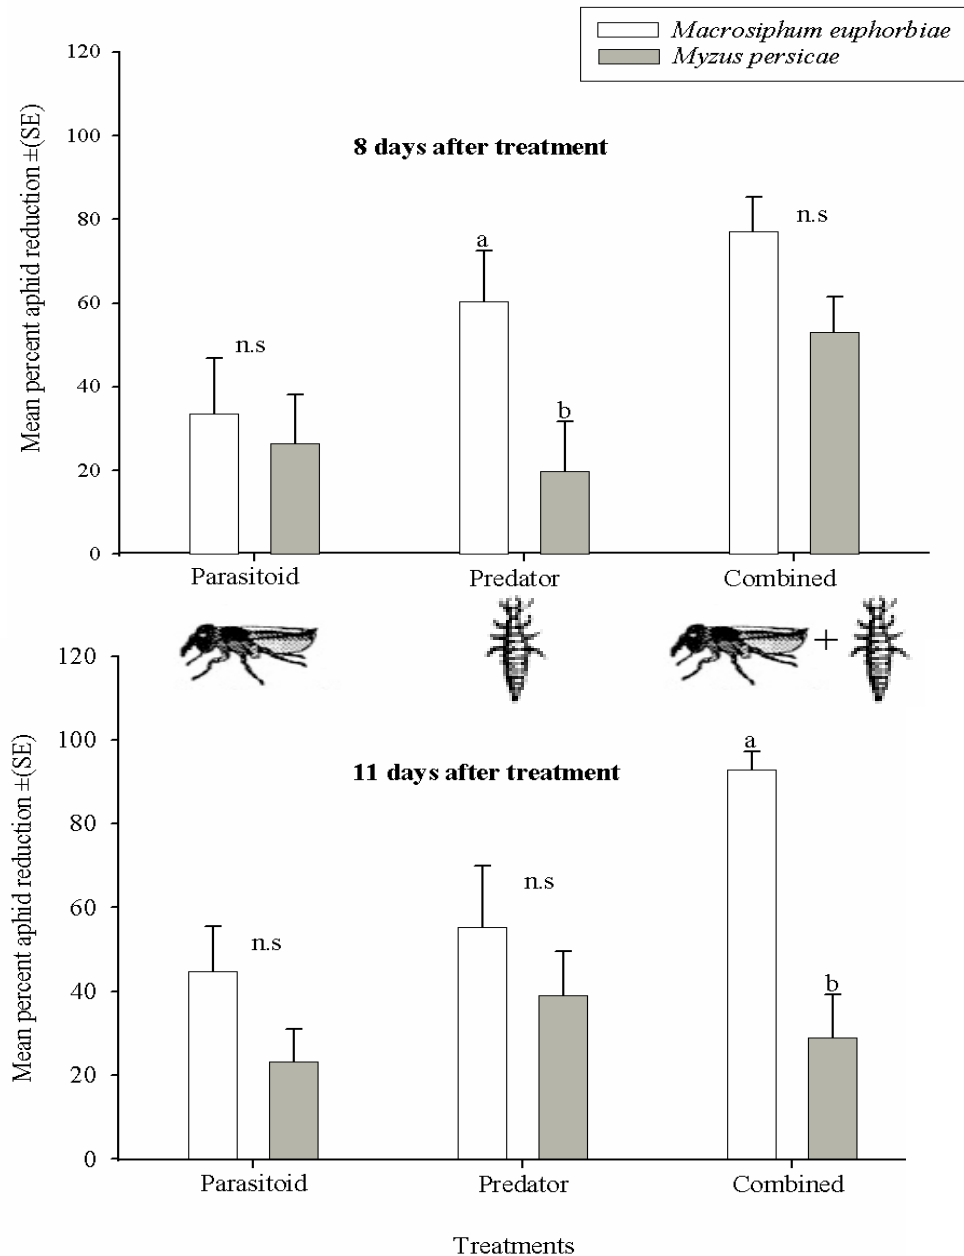 Macrosiphum euphorbiae
Myzus persicae
Mean percent aphid reduction ±(SE)
120
100
80
60
40
20
0
8 days after treatment
n.s
a
b
n.s
Parasitoid
Predator
Combined
+
Mean percent aphid reduction ±(SE)
120
100
80
60
40
20
0
11 days after treatment
n.s
n.s
a
b
Parasitoid
Predator
Combined
Treatments